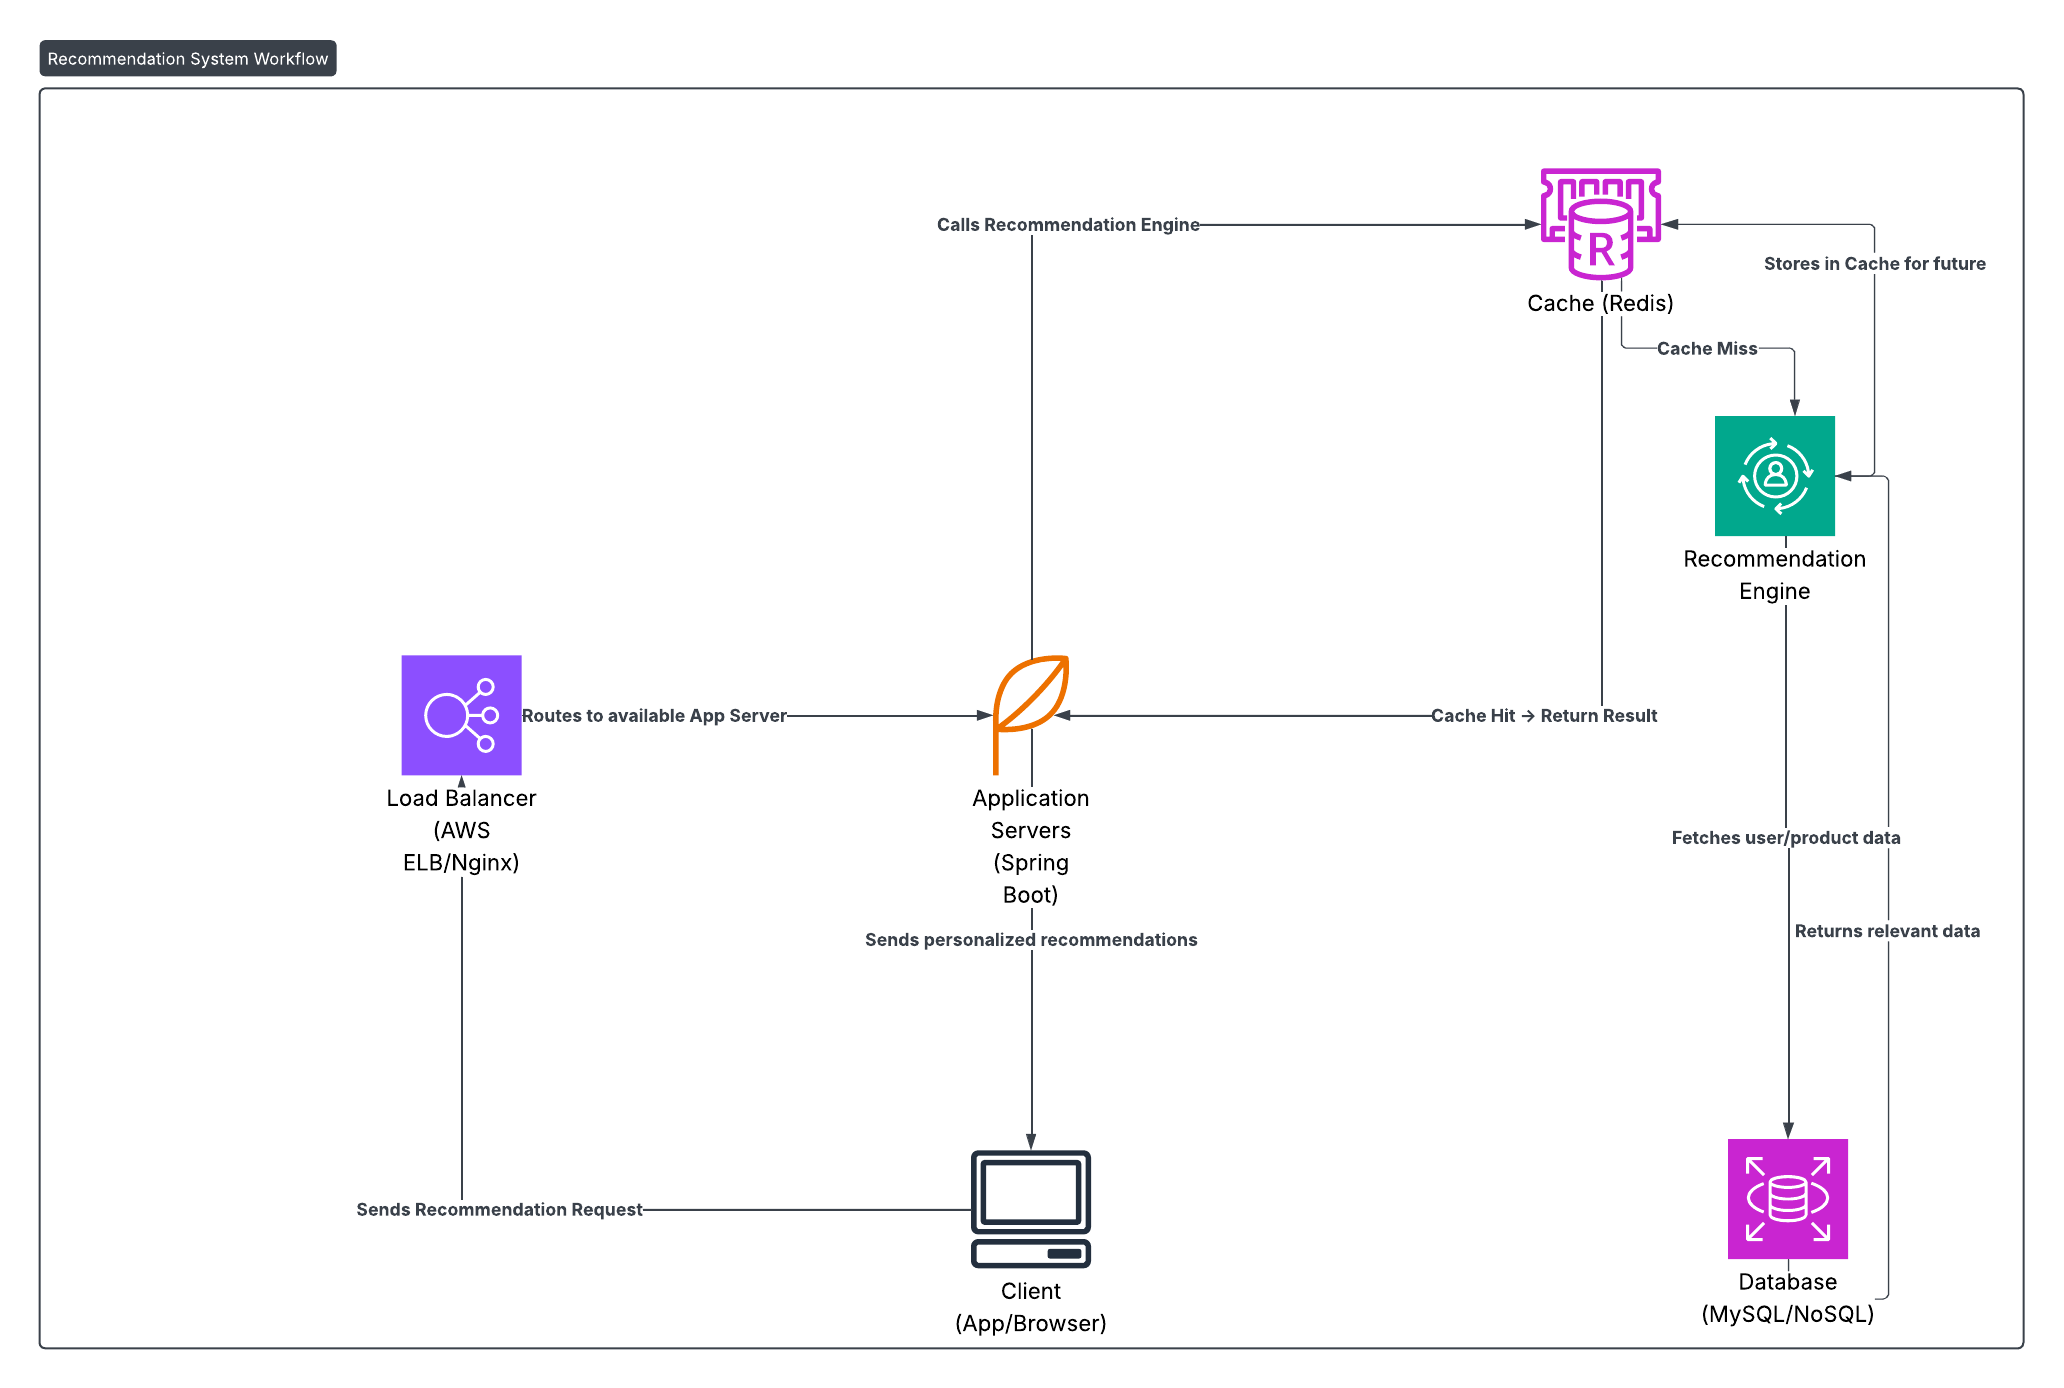 Recommendation System Workflow
Calls Recommendation Engine
R
Cache (Redis)
Stores in Cache for future
Cache Miss
Recommendation
Engine
Routes to available App Server
Cache Hit → Return Result
Load Balancer
(AWS
ELB/Nginx)
Application
Servers
(Spring
Boot)
Fetches user/product data
Returns relevant data
Sends personalized recommendations
Sends Recommendation Request
Client
(App/Browser)
Database
(MySQL/NoSQL)